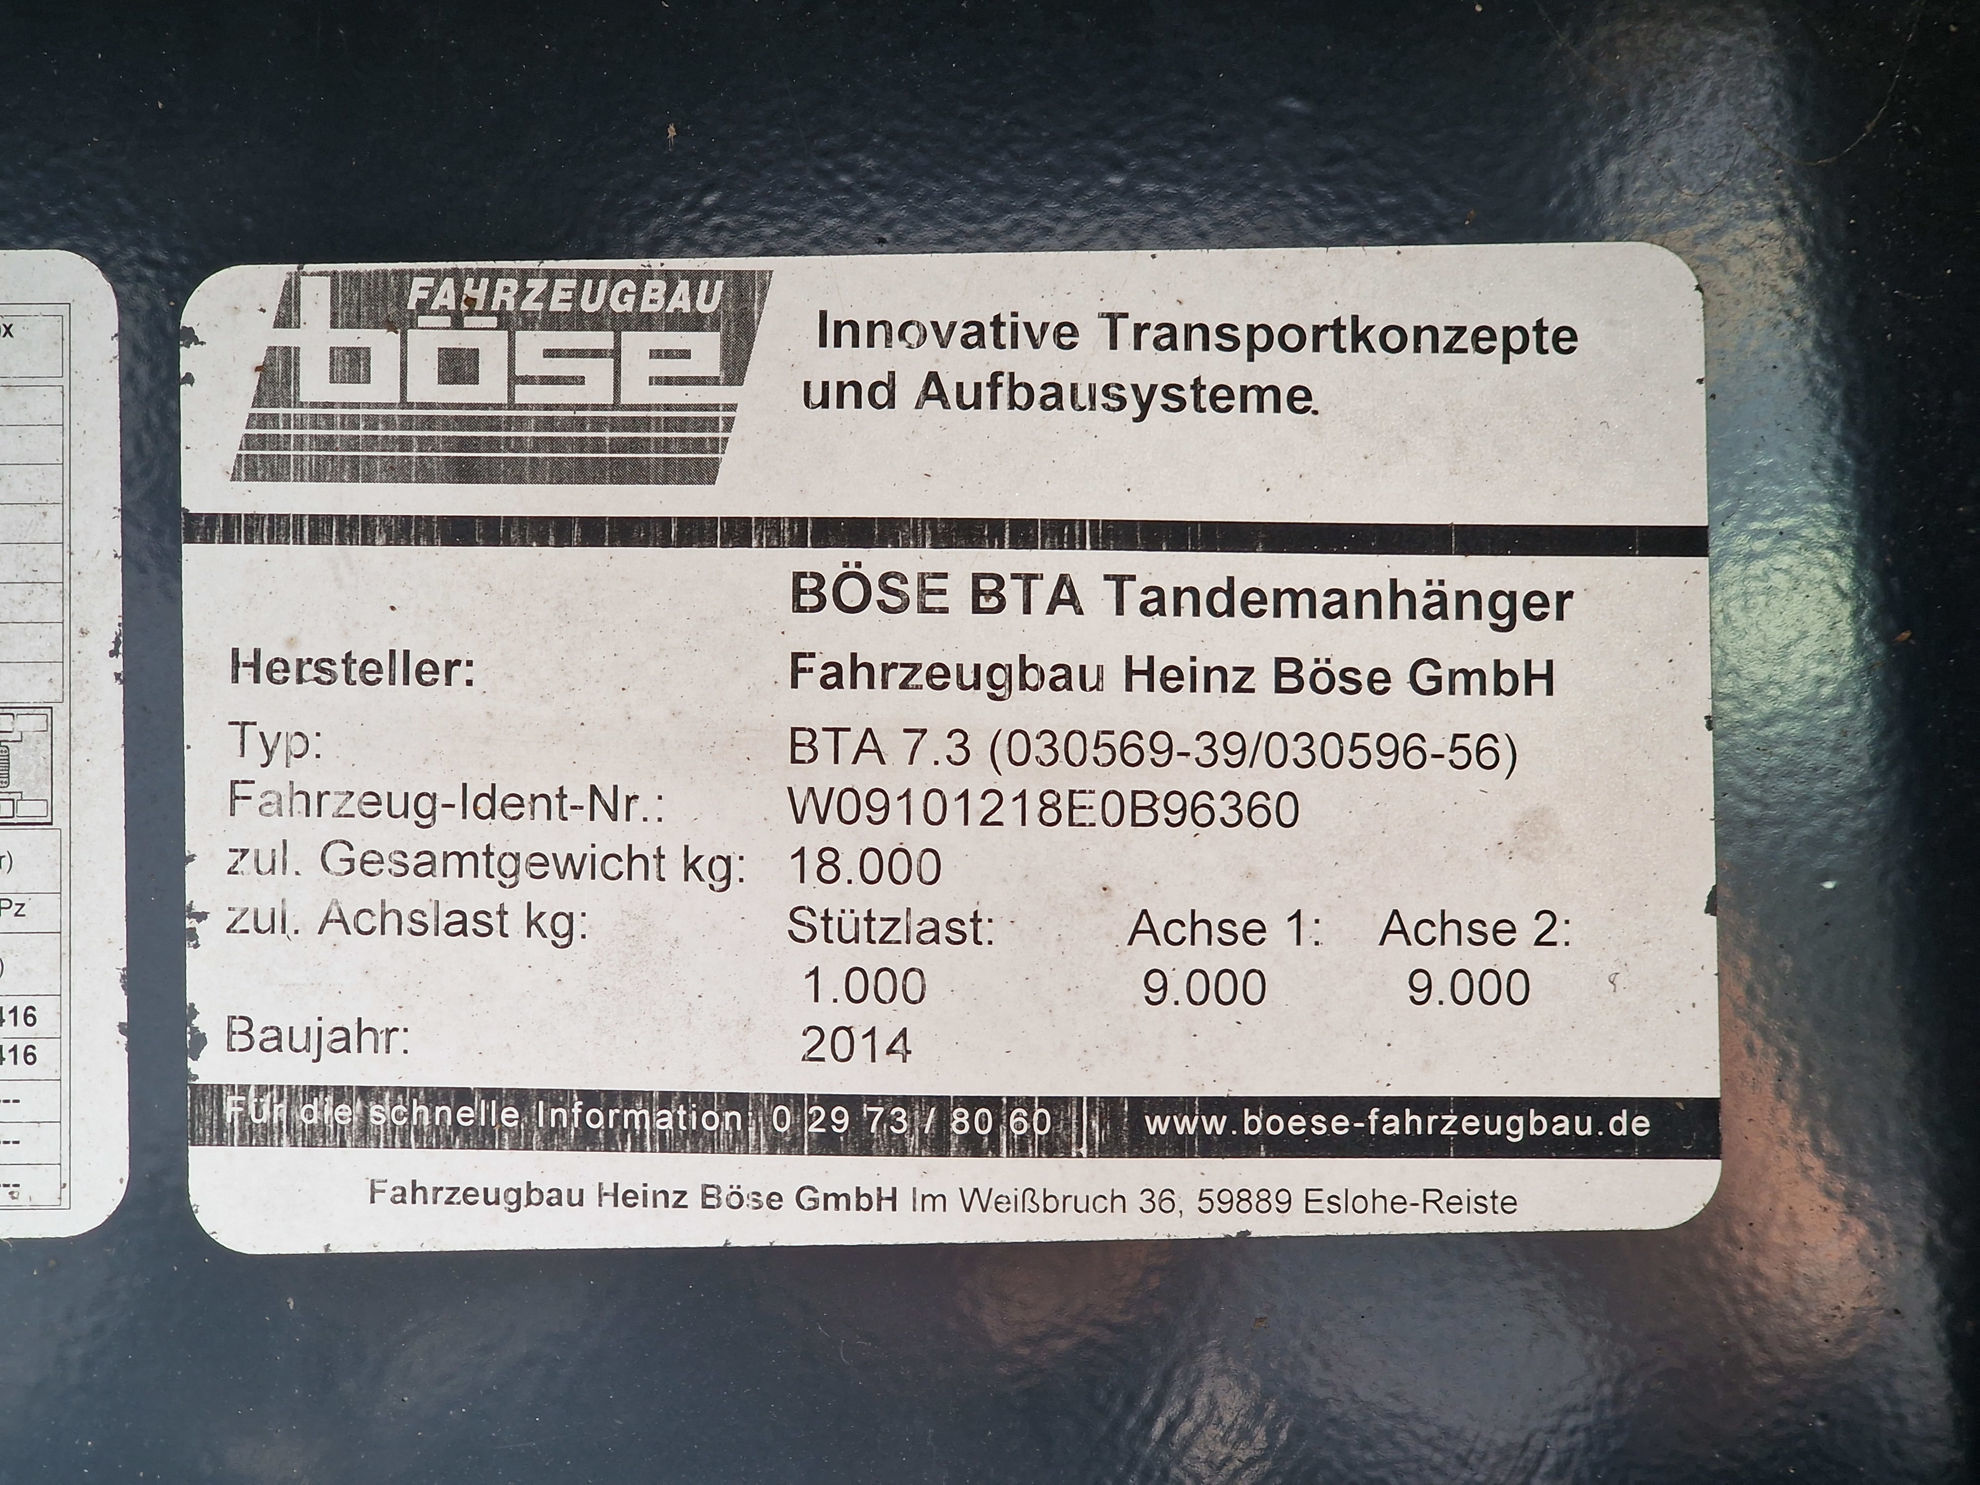 FAHRZEUGBAU
böse
Innovative Transportkonzepte
und Aufbausysteme.
BÖSE BTA Tandemanhänger
Hersteller: Fahrzeugbau Heinz Böse GmbH
Typ: BTA 7.3 (030569-39/030596-56)
Fahrzeug-Ident-Nr.: W09101218E0B96360
zul. Gesamtgewicht kg: 18.000
zul. Achslast kg: Stützlast: Achse 1: Achse 2:
1.000 9.000 9.000
Baujahr: 2014
Für die schnelle Information: 0 29 73 / 80 60 www.boese-fahrzeugbau.de
Fahrzeugbau Heinz Böse GmbH Im Weißbruch 36, 59889 Eslohe-Reiste
Pz
416
416
---
---